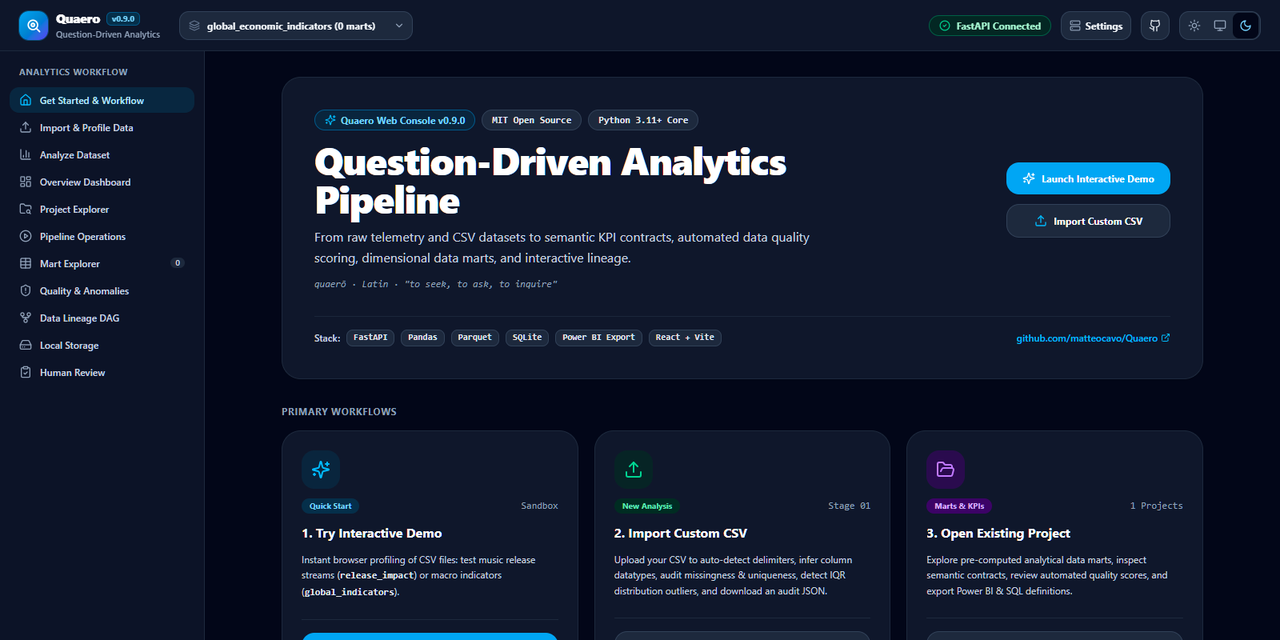 Quaero v0.9.0
Question-Driven Analytics
global_economic_indicators (0 marts)
FastAPI Connected
Settings
ANALYTICS WORKFLOW
Get Started & Workflow
Import & Profile Data
Analyze Dataset
Overview Dashboard
Project Explorer
Pipeline Operations
Mart Explorer 0
Quality & Anomalies
Data Lineage DAG
Local Storage
Human Review
Quaero Web Console v0.9.0
MIT Open Source
Python 3.11+ Core
Question-Driven Analytics
Pipeline
From raw telemetry and CSV datasets to semantic KPI contracts, automated data quality
scoring, dimensional data marts, and interactive lineage.
quaerō · Latin · "to seek, to ask, to inquire"
Launch Interactive Demo
Import Custom CSV
Stack: FastAPI Pandas Parquet SQLite Power BI Export React + Vite
github.com/matteocavo/Quaero
PRIMARY WORKFLOWS
Quick Start Sandbox
1. Try Interactive Demo
Instant browser profiling of CSV files: test music release
streams (release_impact) or macro indicators
(global_indicators).
New Analysis Stage 01
2. Import Custom CSV
Upload your CSV to auto-detect delimiters, infer column
datatypes, audit missingness & uniqueness, detect IQR
distribution outliers, and download an audit JSON.
Marts & KPIs 1 Projects
3. Open Existing Project
Explore pre-computed analytical data marts, inspect
semantic contracts, review automated quality scores, and
export Power BI & SQL definitions.